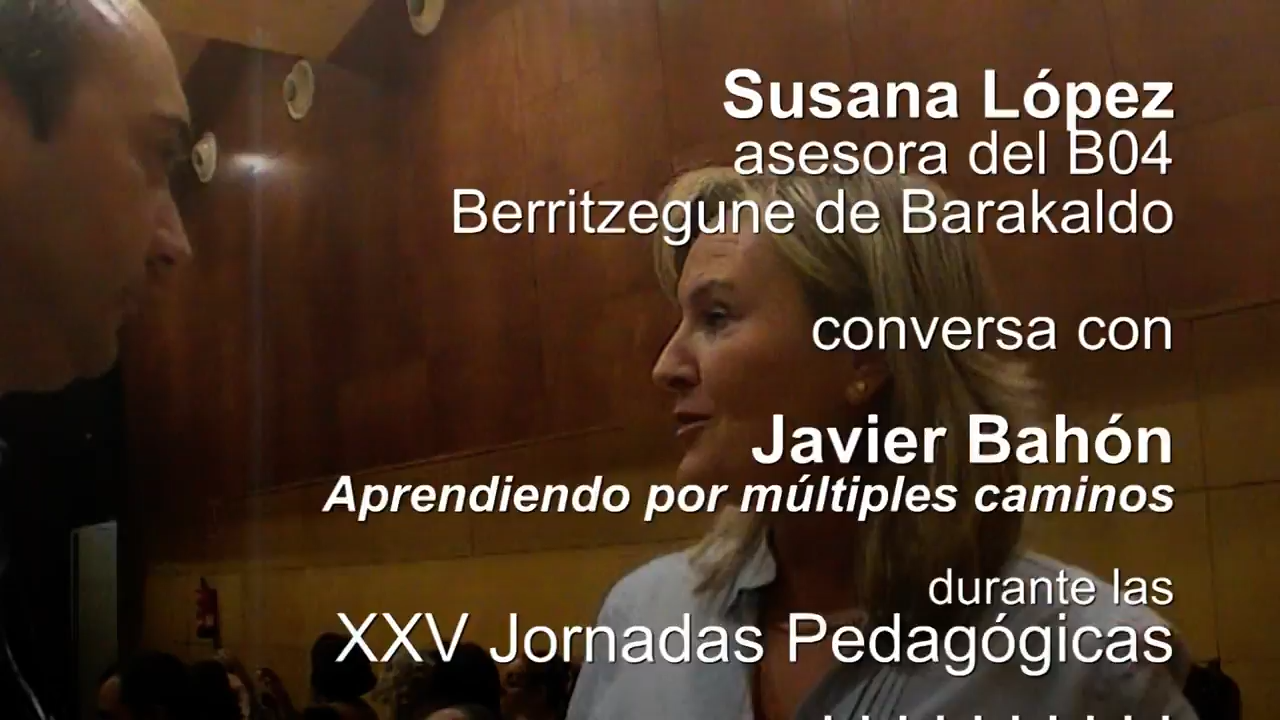 Susana López
asesora del B04
Berritzegune de Barakaldo
conversa con
Javier Bahón
Aprendiendo por múltiples caminos
durante las
XXV Jornadas Pedagógicas